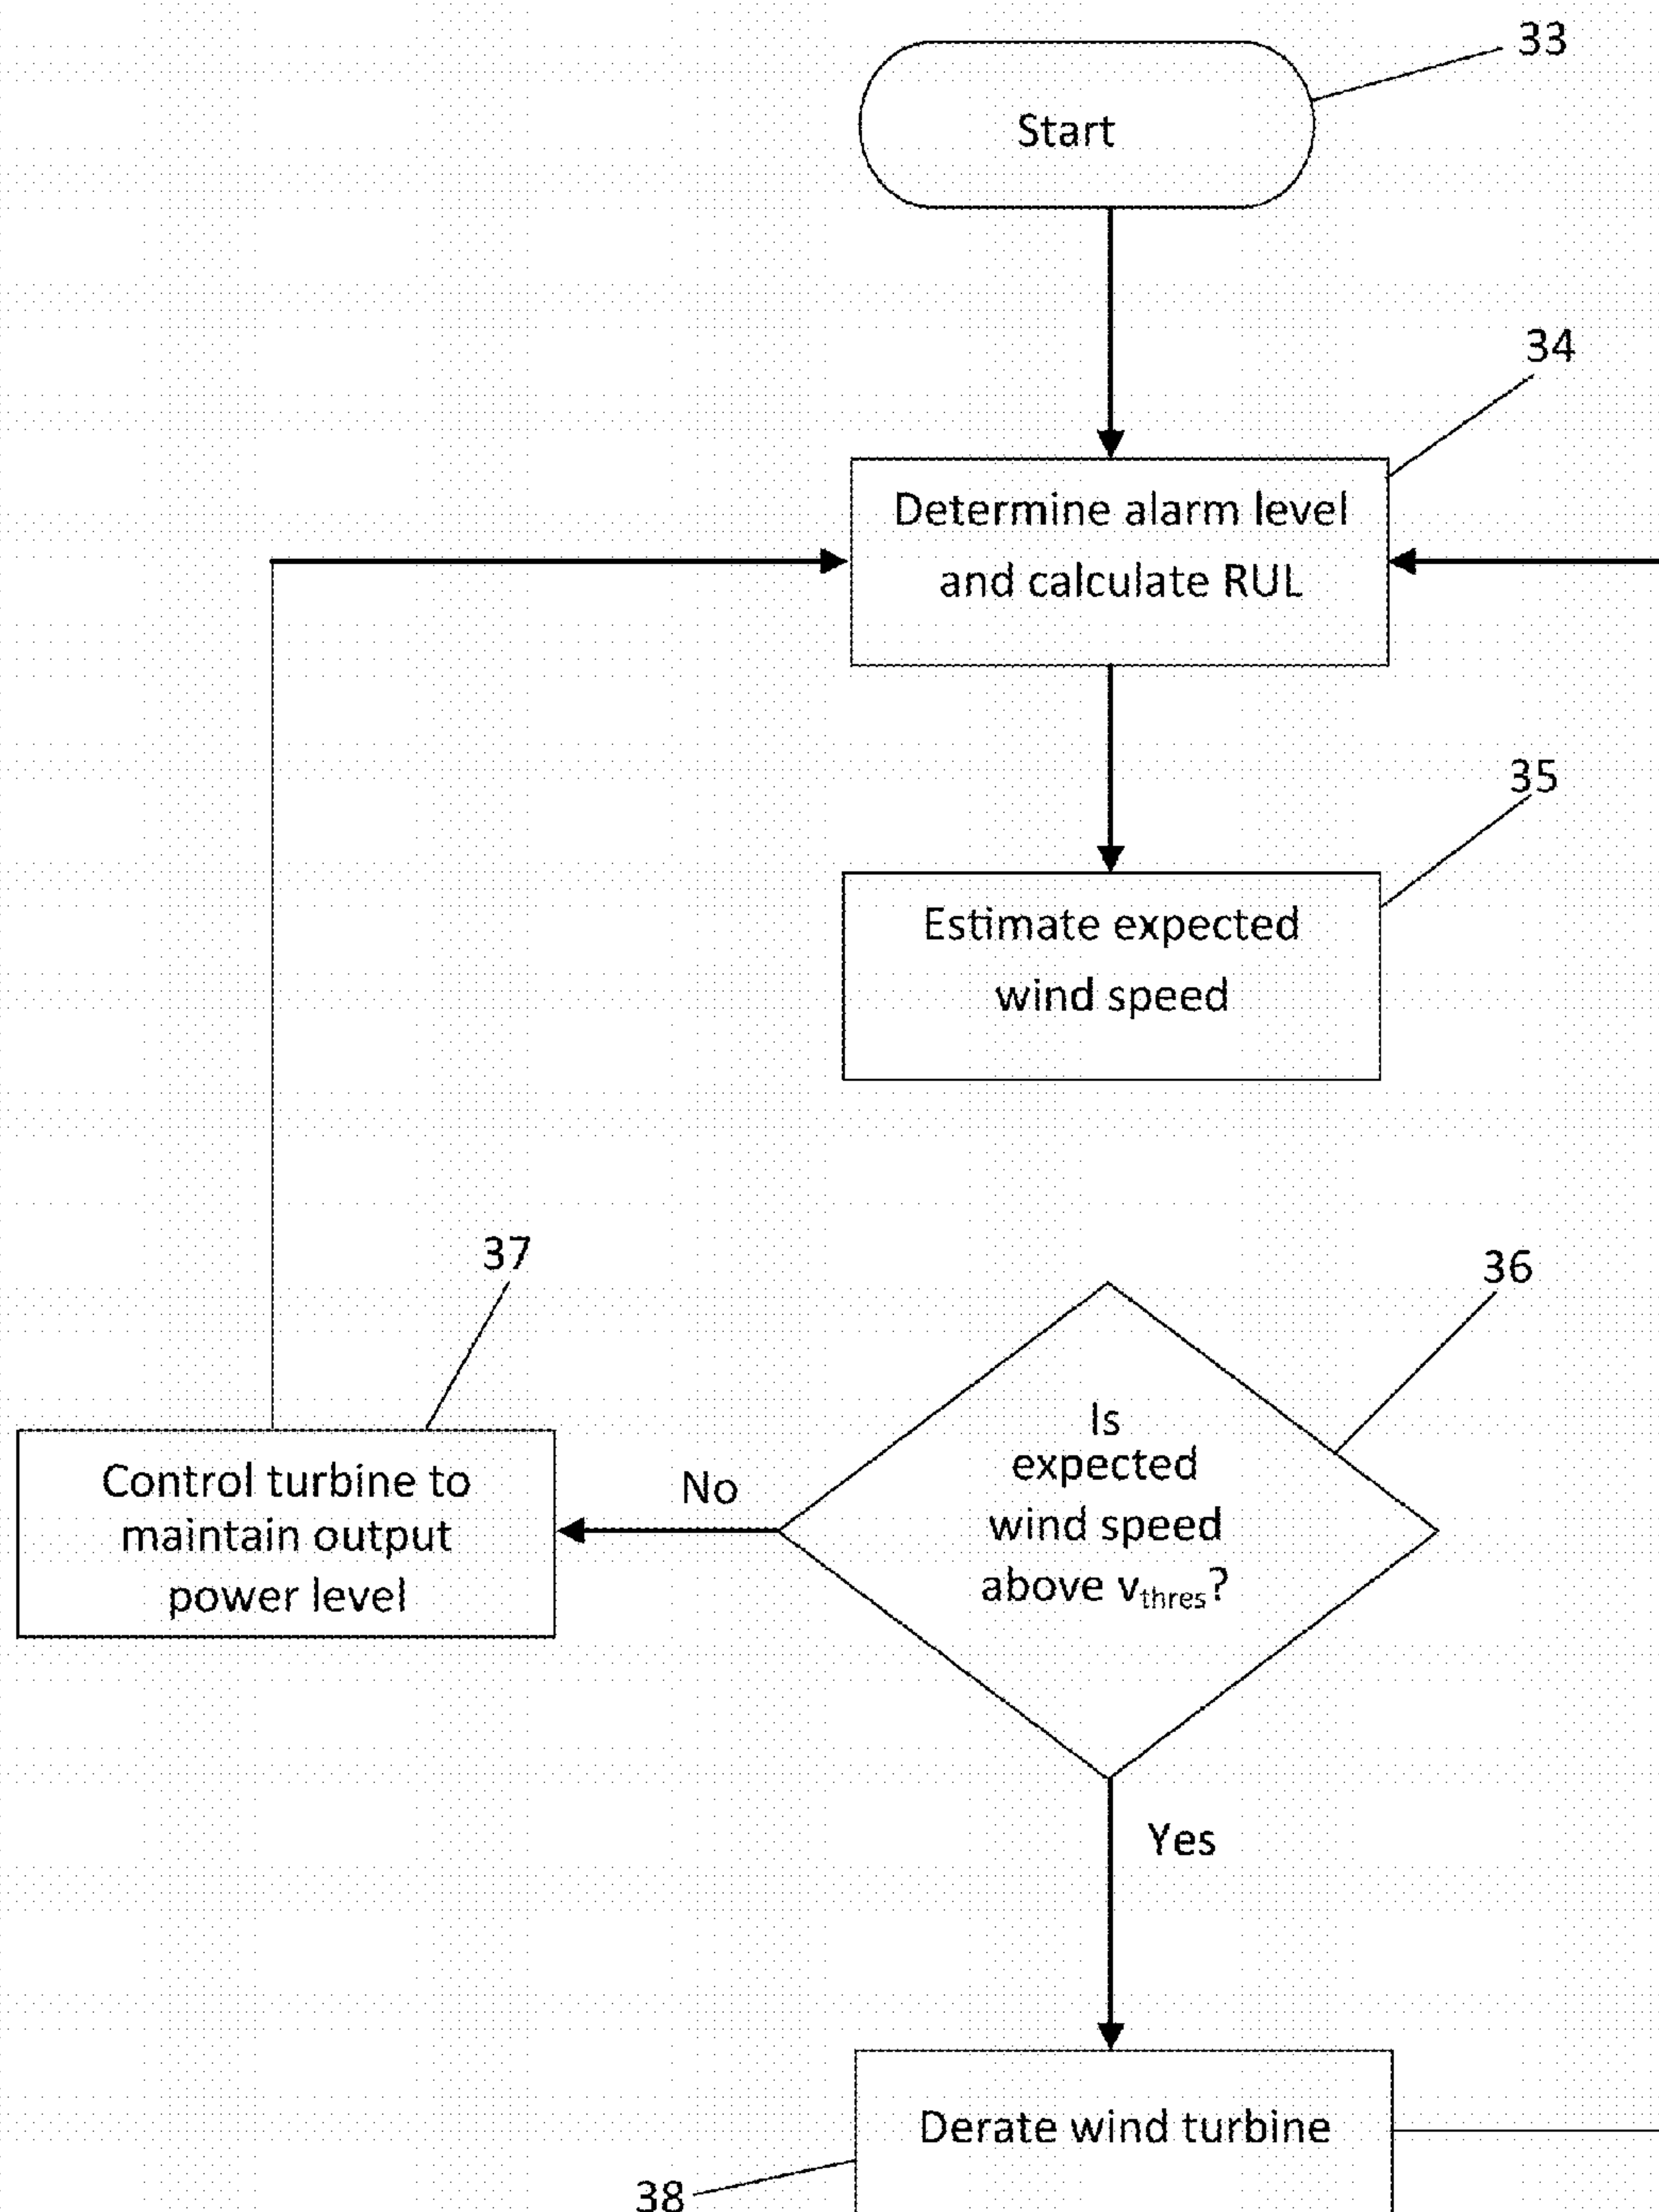 33
Start
34
Determine alarm level
and calculate RUL
35
Estimate expected
wind speed
37
36
Is
expected
wind speed
above vthres?
No
Control turbine to
maintain output
power level
Yes
Derate wind turbine
38